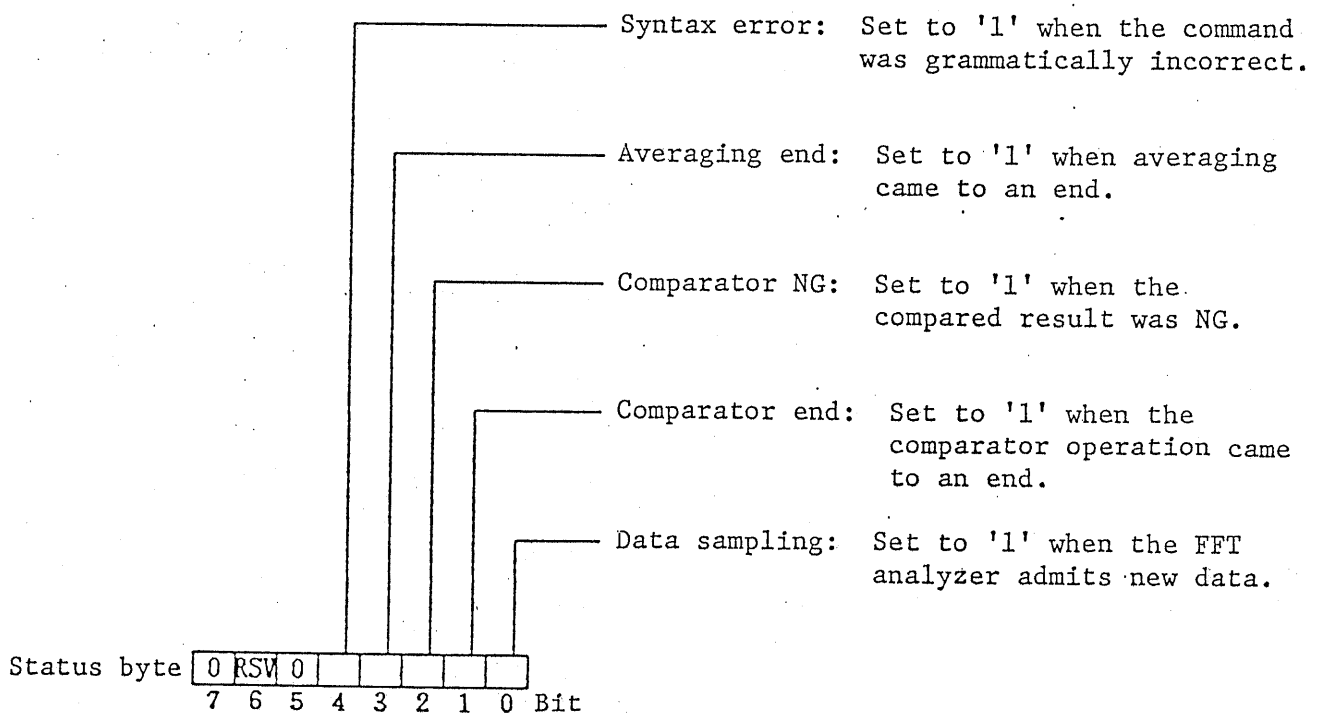 Syntax error: Set to '1' when the command
was grammatically incorrect.
Averaging end: Set to '1' when averaging
came to an end.
Comparator NG: Set to '1' when the
compared result was NG.
Comparator end: Set to '1' when the
comparator operation came
to an end.
Data sampling: Set to '1' when the FFT
analyzer admits new data.
Status byte 0 RSV 0
7 6 5 4 3 2 1 0 Bit